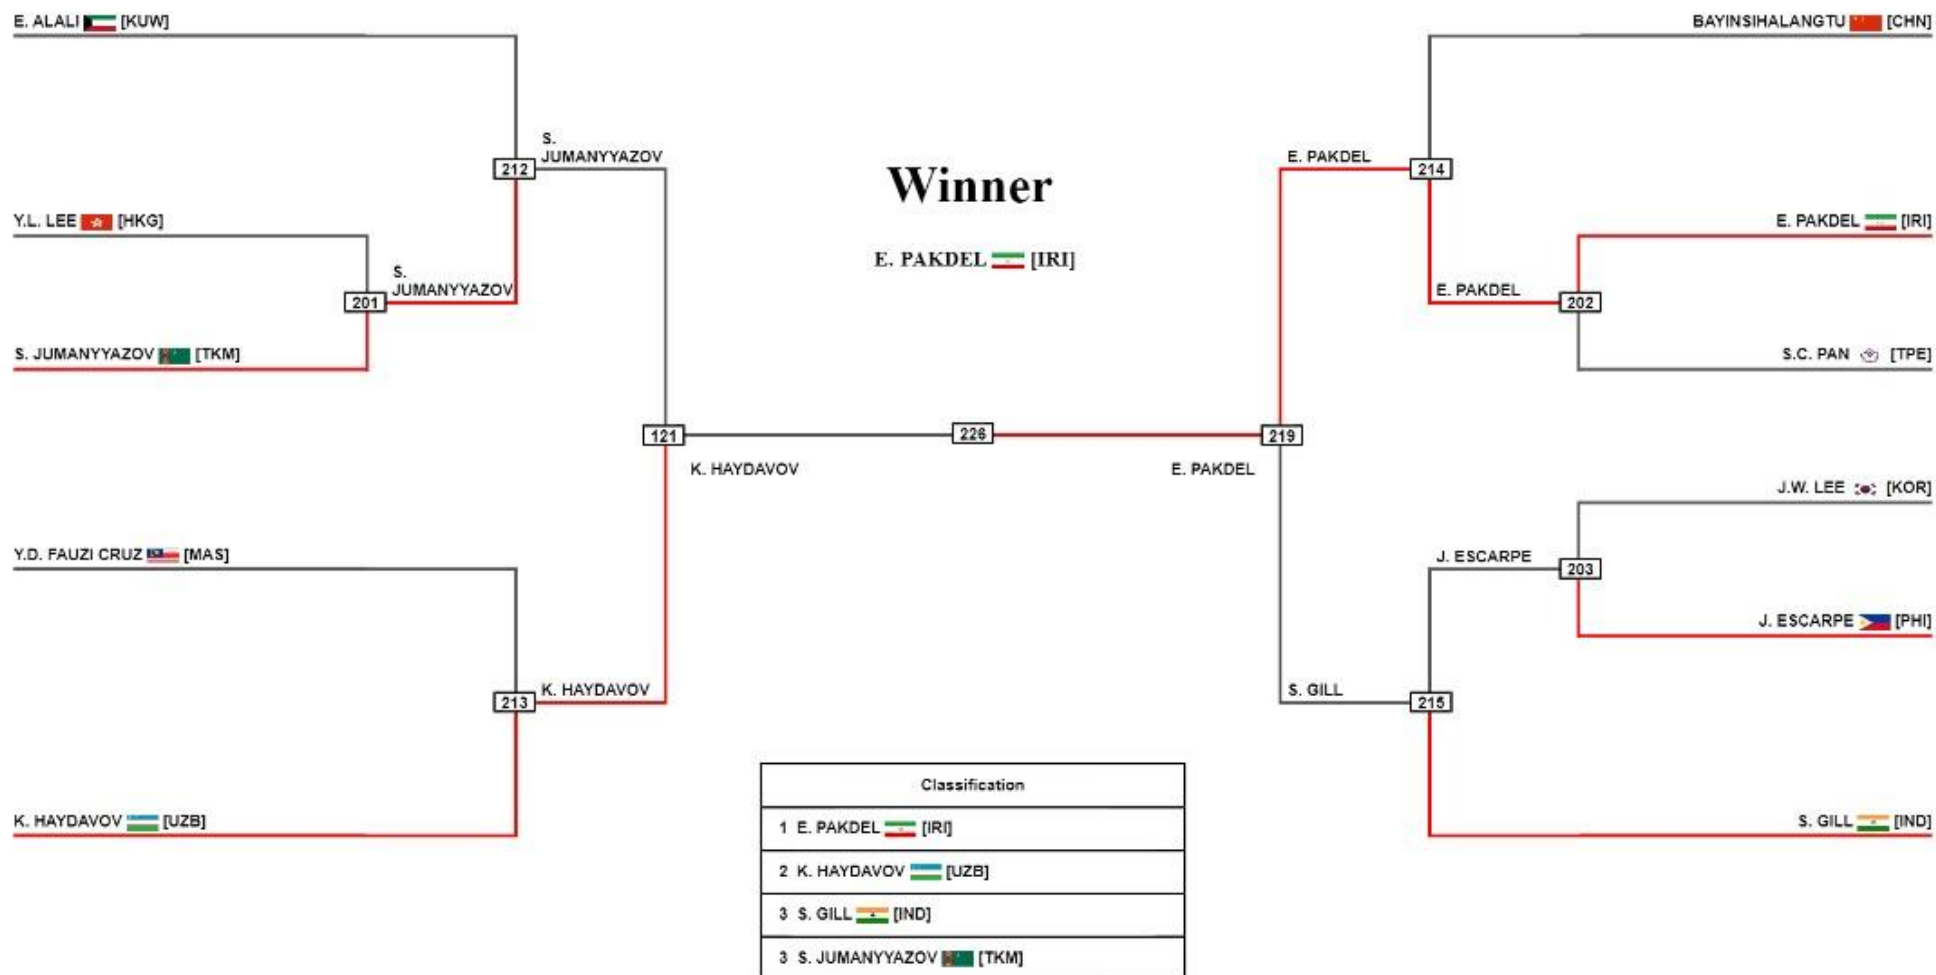 E. ALALI [KUW]
BAYINSIHALANGTU [CHN]
S.
JUMANYYAZOV
E. PAKDEL
212
214
Winner
Y.L. LEE [HKG]
E. PAKDEL [IRI]
E. PAKDEL [IRI]
S.
JUMANYYAZOV
E. PAKDEL
201
202
S. JUMANYYAZOV [TKM]
S.C. PAN [TPE]
121
226
219
K. HAYDAVOV
E. PAKDEL
J.W. LEE [KOR]
Y.D. FAUZI CRUZ [MAS]
J. ESCARPE
203
J. ESCARPE [PHI]
K. HAYDAVOV
S. GILL
213
215
K. HAYDAVOV [UZB]
S. GILL [IND]
Classification
1 E. PAKDEL [IRI]
2 K. HAYDAVOV [UZB]
3 S. GILL [IND]
3 S. JUMANYYAZOV [TKM]